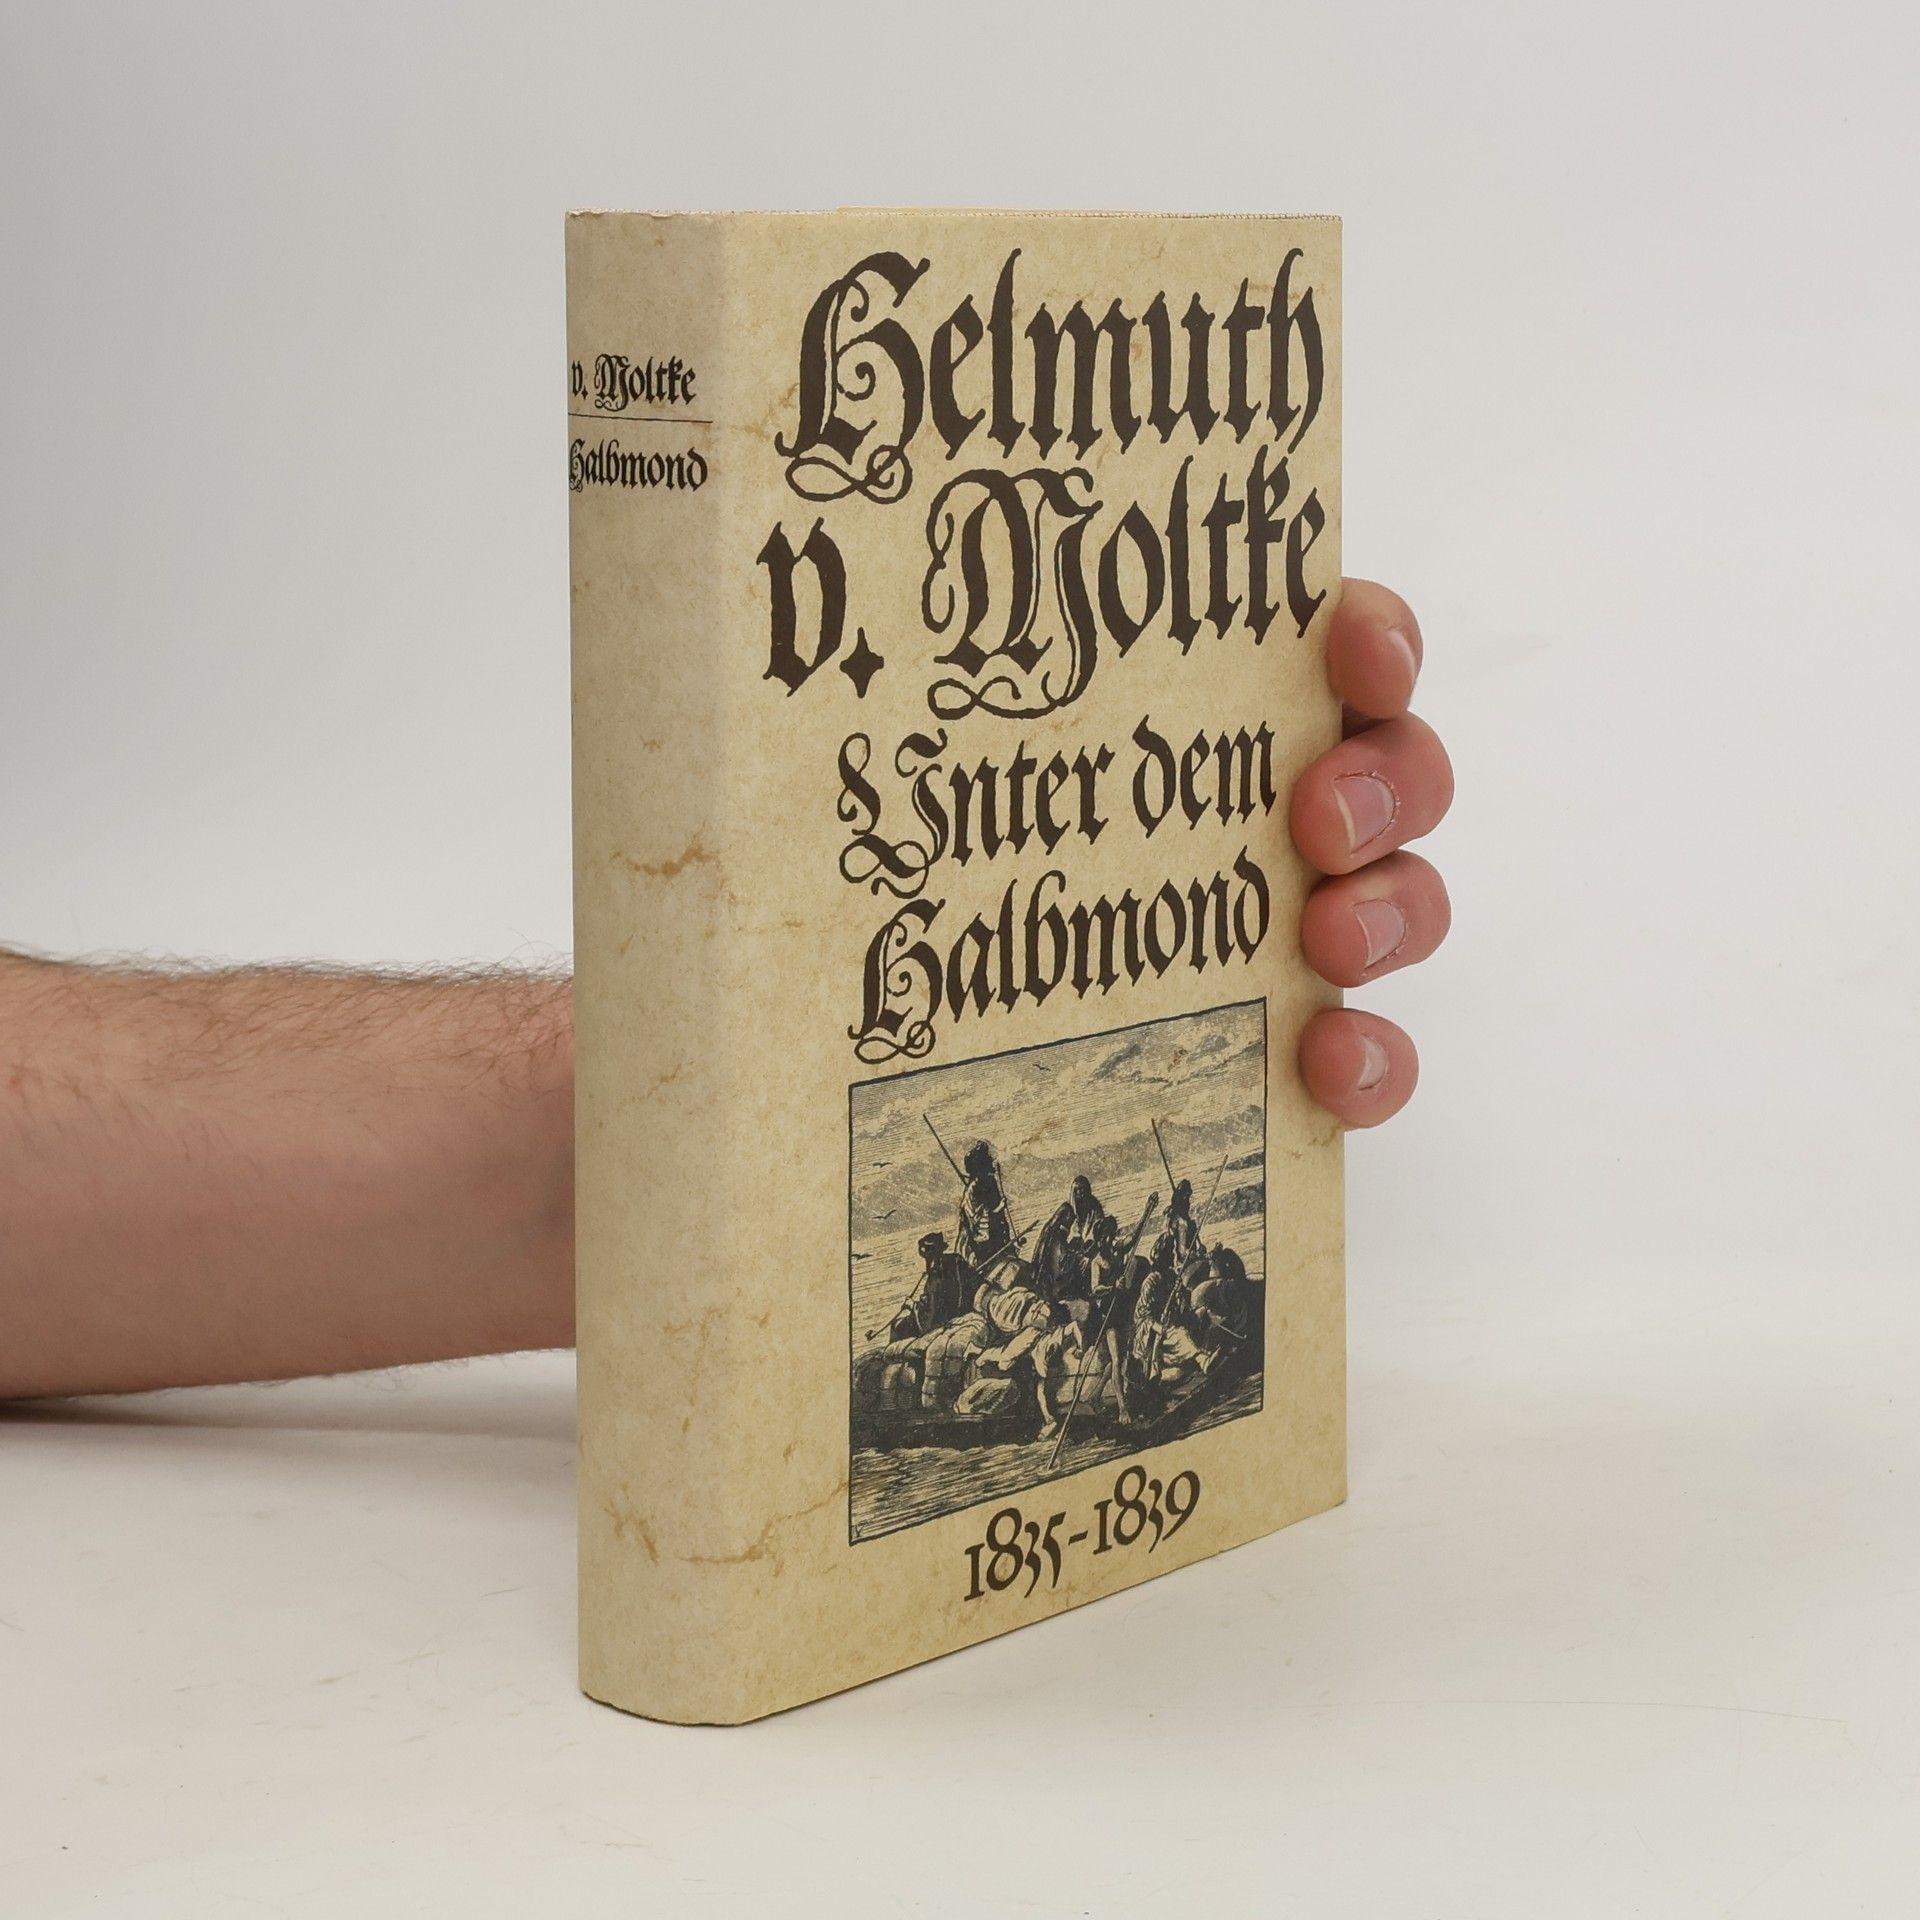 v. Moltke
Halbmond
Helmuth
v. Moltke
Unter dem
Halbmond
1835-1839